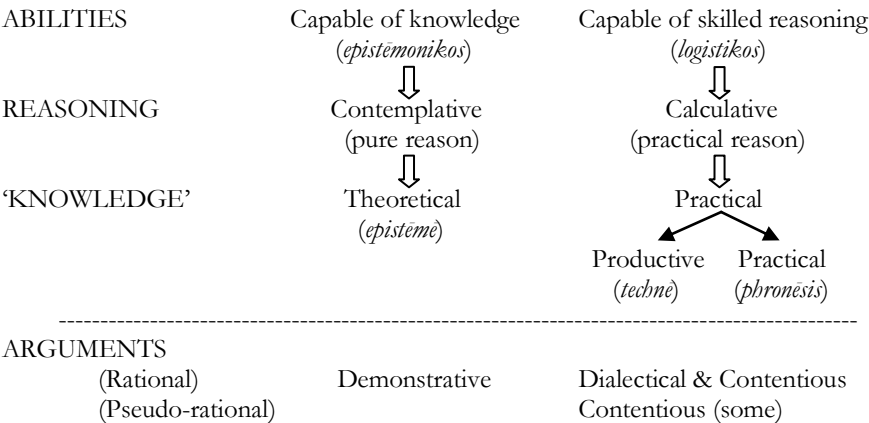 ABILITIES Capable of knowledge Capable of skilled reasoning
(epistēmonikos) (logistikos)
REASONING Contemplative Calculative
(pure reason) (practical reason)
‘KNOWLEDGE’ Theoretical Practical
(epistēmē)
Productive Practical
(technē) (phronēsis)
ARGUMENTS
(Rational) Demonstrative Dialectical & Contentious
(Pseudo-rational) Contentious (some)